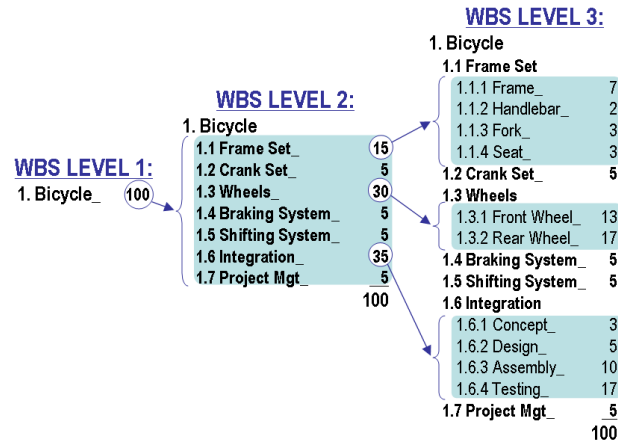 WBS LEVEL 1:
1. Bicycle_ 100
WBS LEVEL 2:
1. Bicycle
1.1 Frame Set_ 15
1.2 Crank Set_ 5
1.3 Wheels_ 30
1.4 Braking System_ 5
1.5 Shifting System_ 5
1.6 Integration_ 35
1.7 Project Mgt_ 5
100
WBS LEVEL 3:
1. Bicycle
1.1 Frame Set
1.1.1 Frame_ 7
1.1.2 Handlebar_ 2
1.1.3 Fork_ 3
1.1.4 Seat_ 3
1.2 Crank Set_ 5
1.3 Wheels
1.3.1 Front Wheel_ 13
1.3.2 Rear Wheel_ 17
1.4 Braking System_ 5
1.5 Shifting System_ 5
1.6 Integration
1.6.1 Concept_ 3
1.6.2 Design_ 5
1.6.3 Assembly_ 10
1.6.4 Testing_ 17
1.7 Project Mgt_ 5
100